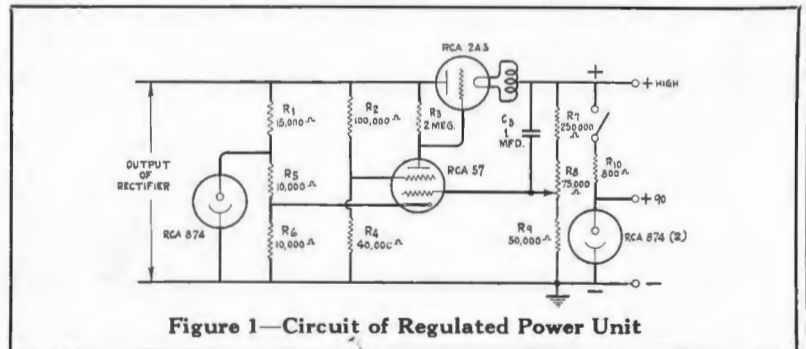 RCA 2A3
+
+ HIGH
R1
15,000 Ω
R2
100,000 Ω
R3
2 MEG.
C3
1
MFD.
R7
250,000
Ω
OUTPUT
OF
RECTIFIER
R5
10,000 Ω
RCA 57
R8
75,000
Ω
R10
800 Ω
+ 90
RCA 874
R6
10,000
Ω
R4
40,000 Ω
R9
50,000 Ω
RCA 874 (2)
−
−
Figure 1—Circuit of Regulated Power Unit